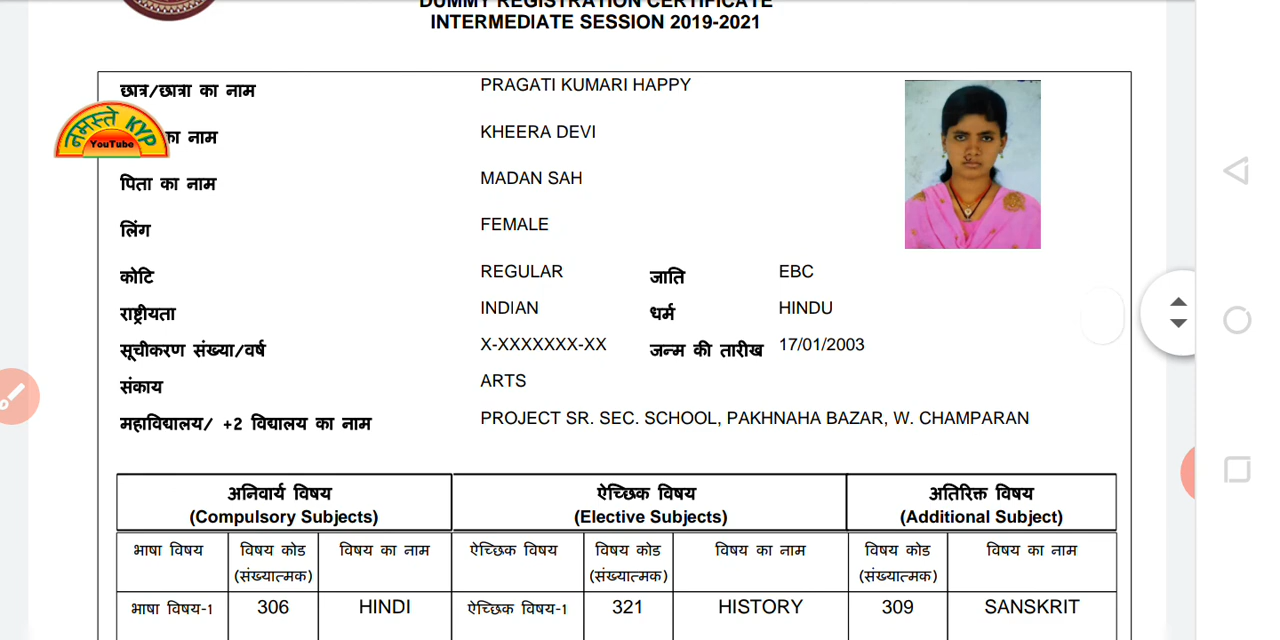 DUMMY REGISTRATION CERTIFICATE
INTERMEDIATE SESSION 2019-2021
छात्र/छात्रा का नाम PRAGATI KUMARI HAPPY
का नाम KHEERA DEVI
नमस्ते KYP
YouTube
पिता का नाम MADAN SAH
लिंग FEMALE
कोटि REGULAR जाति EBC
राष्ट्रीयता INDIAN धर्म HINDU
सूचीकरण संख्या/वर्ष X-XXXXXXX-XX जन्म की तारीख 17/01/2003
संकाय ARTS
महाविद्यालय/ +2 विद्यालय का नाम PROJECT SR. SEC. SCHOOL, PAKHNAHA BAZAR, W. CHAMPARAN
अनिवार्य विषय ऐच्छिक विषय अतिरिक्त विषय
(Compulsory Subjects) (Elective Subjects) (Additional Subject)
भाषा विषय विषय कोड विषय का नाम ऐच्छिक विषय विषय कोड विषय का नाम विषय कोड विषय का नाम
(संख्यात्मक) (संख्यात्मक) (संख्यात्मक)
भाषा विषय-1 306 HINDI ऐच्छिक विषय-1 321 HISTORY 309 SANSKRIT